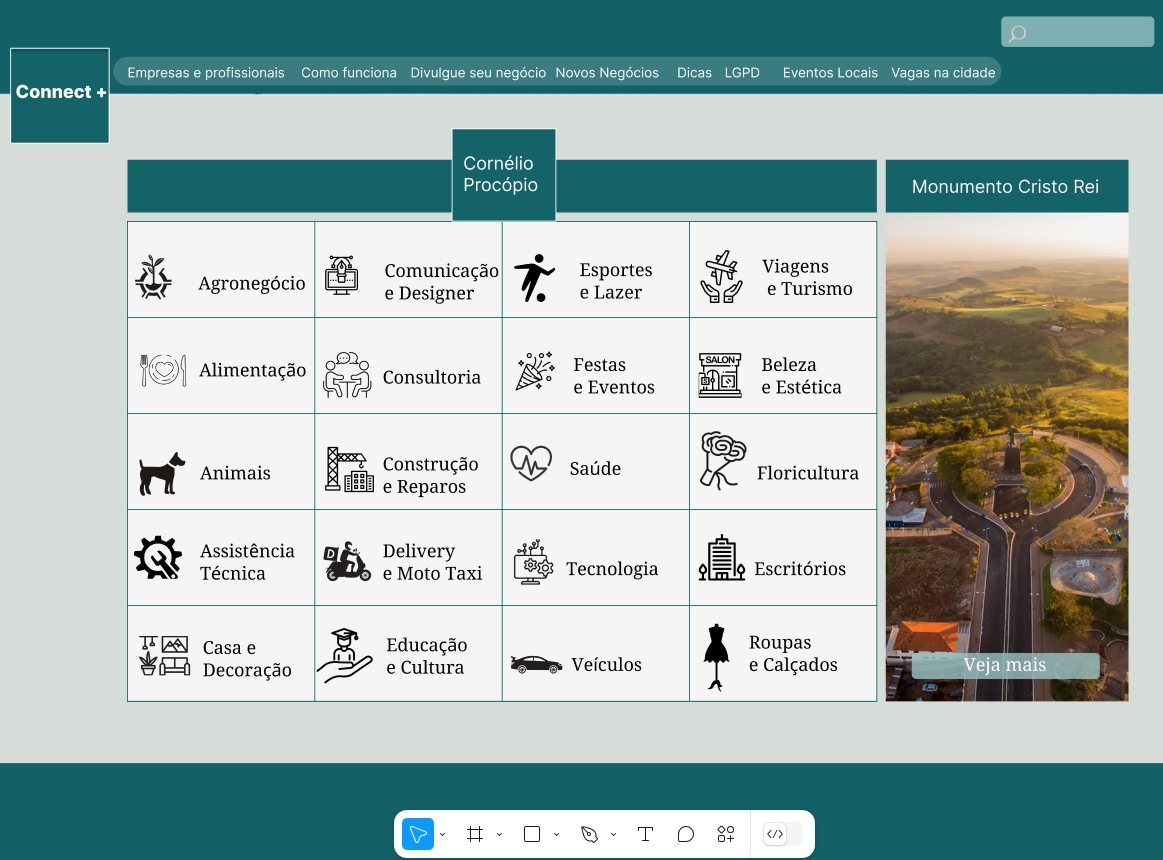 Connect +
Empresas e profissionais Como funciona Divulgue seu negócio Novos Negócios Dicas LGPD Eventos Locais Vagas na cidade
Cornélio
Procópio
Monumento Cristo Rei
Agronegócio
Comunicação
e Designer
Esportes
e Lazer
Viagens
e Turismo
Alimentação
Consultoria
Festas
e Eventos
SALON
Beleza
e Estética
Animais
Construção
e Reparos
Saúde
Floricultura
Assistência
Técnica
D
Delivery
e Moto Taxi
Tecnologia
Escritórios
Casa e
Decoração
Educação
e Cultura
Veículos
Roupas
e Calçados
Veja mais